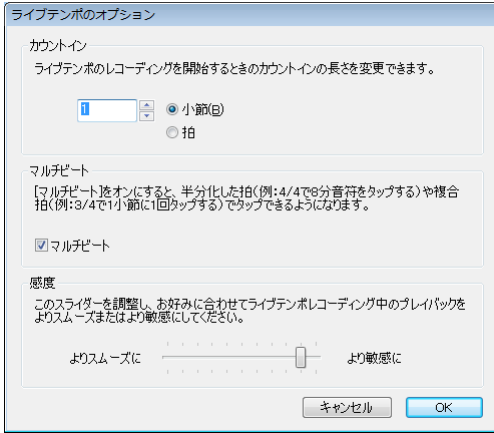 ライブテンポのオプション
カウントイン
ライブテンポのレコーディングを開始するときのカウントインの長さを変更できます。
1
小節(B)
拍
マルチビート
[マルチビート]をオンにすると、半分化した拍(例:4/4で8分音符をタップする)や複合
拍(例:3/4で1小節に1回タップする)でタップできるようになります。
マルチビート
感度
このスライダーを調整し、お好みに合わせてライブテンポレコーディング中のプレイバックを
よりスムーズまたはより敏感にしてください。
よりスムーズに
より敏感に
キャンセル
OK